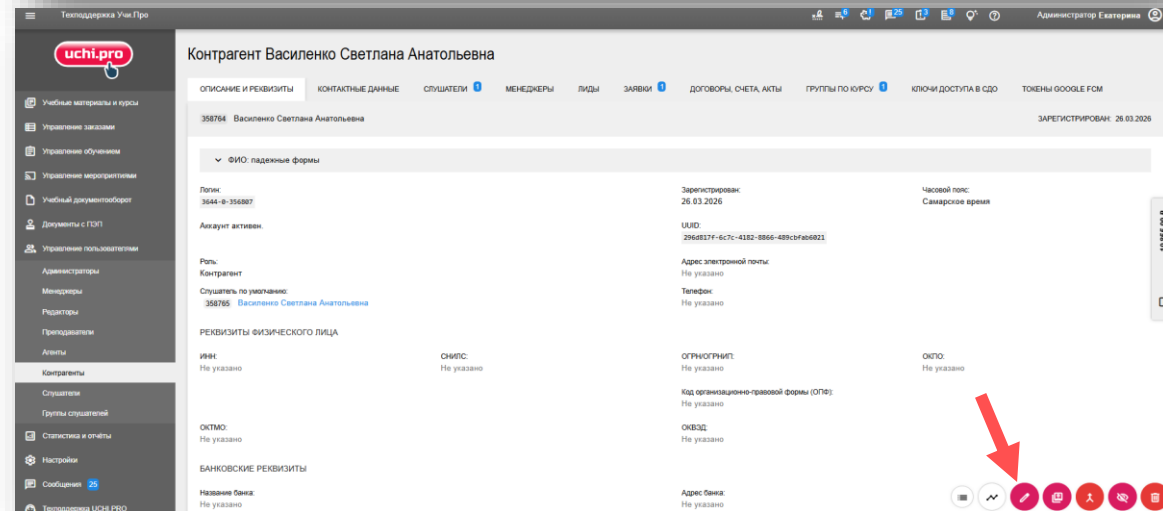 Техподдержка Учи.Про
6
!
25
3
8
Администратор Екатерина
uchi.pro
Контрагент Василенко Светлана Анатольевна
ОПИСАНИЕ И РЕКВИЗИТЫ КОНТАКТНЫЕ ДАННЫЕ СЛУШАТЕЛИ 1 МЕНЕДЖЕРЫ ЛИДЫ ЗАЯВКИ 1 ДОГОВОРЫ, СЧЕТА, АКТЫ ГРУППЫ ПО КУРСУ 1 КЛЮЧИ ДОСТУПА В СДО ТОКЕНЫ GOOGLE FCM
358764 Василенко Светлана Анатольевна ЗАРЕГИСТРИРОВАН: 26.03.2026
ФИО: падежные формы
Учебные материалы и курсы
Управление заказами
Управление обучением
Управление мероприятиями
Учебный документооборот
Документы с ПЭП
Управление пользователями
Администраторы
Менеджеры
Редакторы
Преподаватели
Агенты
Контрагенты
Слушатели
Группы слушателей
Статистика и отчёты
Настройки
Сообщения 25
Техподдержка UCHI.PRO
Логин: Зарегистрирован: Часовой пояс:
3644-0-356807 26.03.2026 Самарское время
Аккаунт активен. UUID:
296d817f-6c7c-4182-8866-489cbfab6021
Роль: Адрес электронной почты:
Контрагент Не указано
Слушатель по умолчанию: Телефон:
358765 Василенко Светлана Анатольевна Не указано
РЕКВИЗИТЫ ФИЗИЧЕСКОГО ЛИЦА
ИНН: СНИЛС: ОГРН/ОГРНИП: ОКПО:
Не указано Не указано Не указано Не указано
Код организационно-правовой формы (ОПФ):
Не указано
ОКТМО: ОКВЭД:
Не указано Не указано
БАНКОВСКИЕ РЕКВИЗИТЫ
Название банка: Адрес банка:
Не указано Не указано